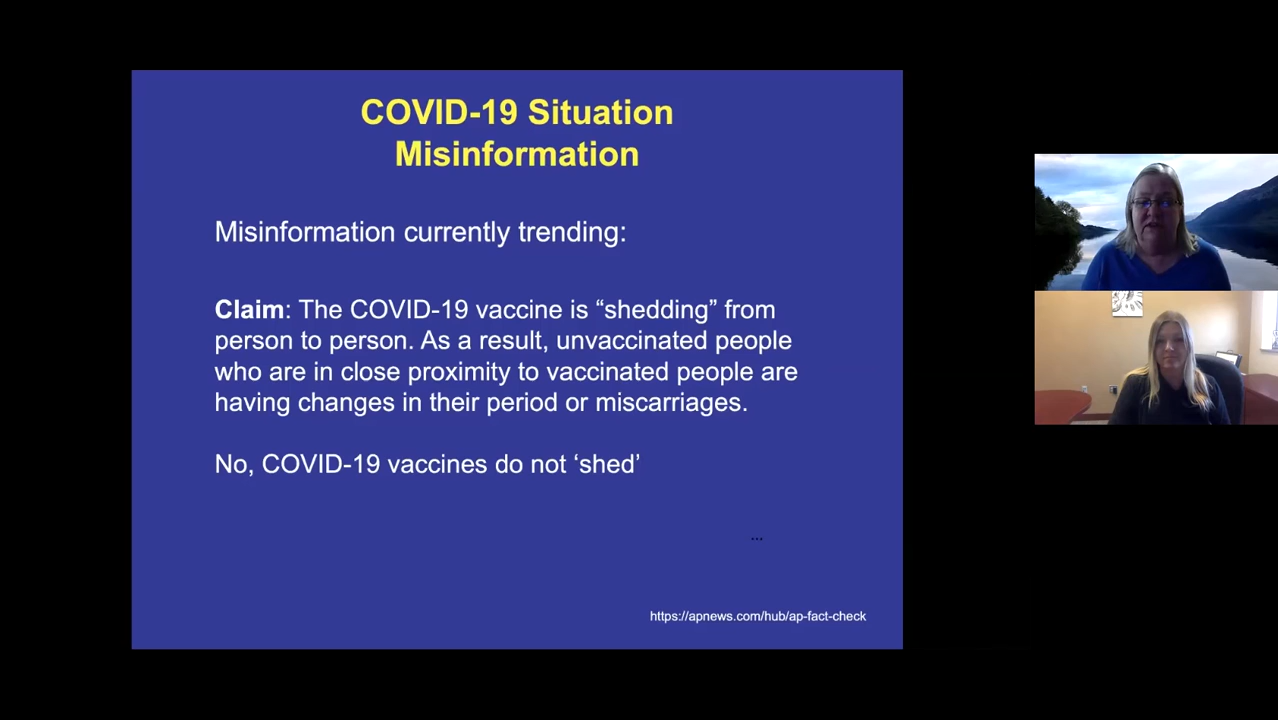 COVID-19 Situation
Misinformation
Misinformation currently trending:
Claim: The COVID-19 vaccine is “shedding” from
person to person. As a result, unvaccinated people
who are in close proximity to vaccinated people are
having changes in their period or miscarriages.
No, COVID-19 vaccines do not ‘shed’
...
https://apnews.com/hub/ap-fact-check